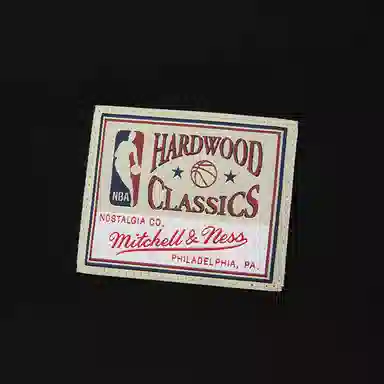 HARDWOOD
NBA
CLASSICS
NOSTALGIA CO.
Mitchell & Ness
PHILADELPHIA, PA.